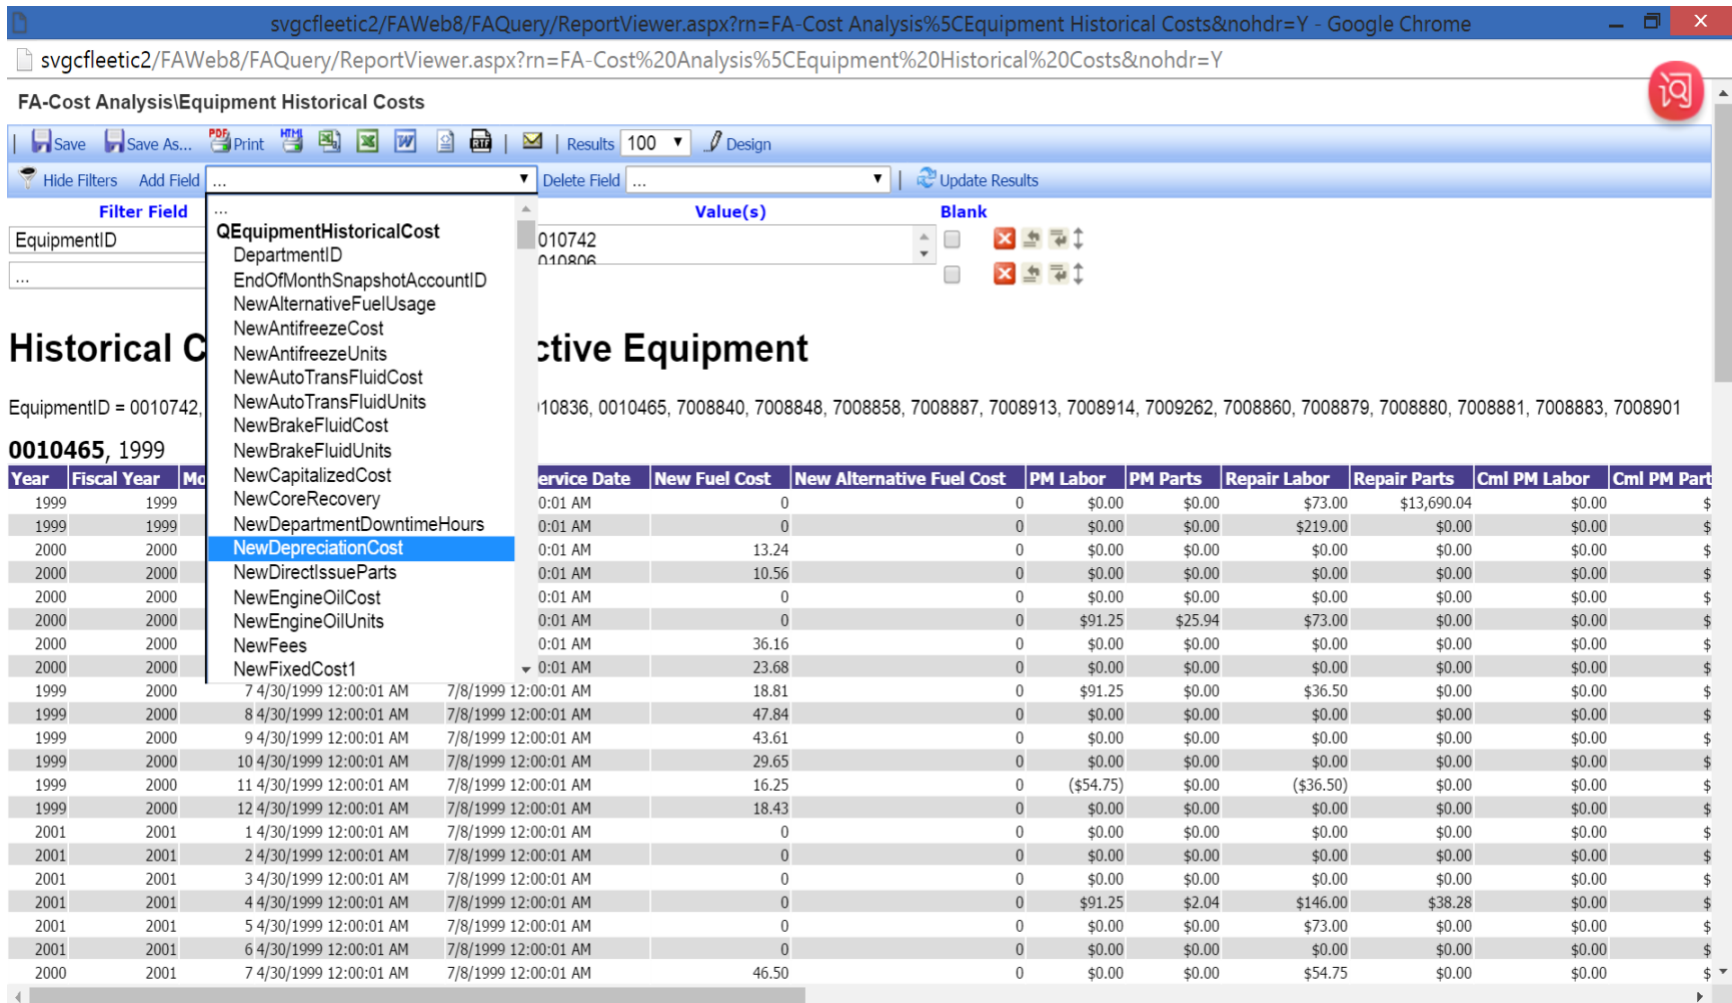 svgcfleetic2/FAWeb8/FAQuery/ReportViewer.aspx?rn=FA-Cost Analysis%5CEquipment Historical Costs&nohdr=Y - Google Chrome
svgcfleetic2/FAWeb8/FAQuery/ReportViewer.aspx?rn=FA-Cost%20Analysis%5CEquipment%20Historical%20Costs&nohdr=Y
FA-Cost Analysis\Equipment Historical Costs
Save Save As... PDF Print HTML W RTF Results 100 Design
Hide Filters Add Field ... Delete Field ... Update Results
Filter Field Value(s) Blank
EquipmentID 010742
010806
...
...
QEquipmentHistoricalCost
DepartmentID
EndOfMonthSnapshotAccountID
NewAlternativeFuelUsage
NewAntifreezeCost
NewAntifreezeUnits
NewAutoTransFluidCost
NewAutoTransFluidUnits
NewBrakeFluidCost
NewBrakeFluidUnits
NewCapitalizedCost
NewCoreRecovery
NewDepartmentDowntimeHours
NewDepreciationCost
NewDirectIssueParts
NewEngineOilCost
NewEngineOilUnits
NewFees
NewFixedCost1
Historical C ctive Equipment
EquipmentID = 0010742, 10836, 0010465, 7008840, 7008848, 7008858, 7008887, 7008913, 7008914, 7009262, 7008860, 7008879, 7008880, 7008881, 7008883, 7008901
0010465, 1999
Year Fiscal Year Mo ervice Date New Fuel Cost New Alternative Fuel Cost PM Labor PM Parts Repair Labor Repair Parts Cml PM Labor Cml PM Part
1999 1999 0:01 AM 0 0 $0.00 $0.00 $73.00 $13,690.04 $0.00 $
1999 1999 0:01 AM 0 0 $0.00 $0.00 $219.00 $0.00 $0.00 $
2000 2000 0:01 AM 13.24 0 $0.00 $0.00 $0.00 $0.00 $0.00 $
2000 2000 0:01 AM 10.56 0 $0.00 $0.00 $0.00 $0.00 $0.00 $
2000 2000 0:01 AM 0 0 $0.00 $0.00 $0.00 $0.00 $0.00 $
2000 2000 0:01 AM 0 0 $91.25 $25.94 $73.00 $0.00 $0.00 $
2000 2000 0:01 AM 36.16 0 $0.00 $0.00 $0.00 $0.00 $0.00 $
2000 2000 0:01 AM 23.68 0 $0.00 $0.00 $0.00 $0.00 $0.00 $
1999 2000 7 4/30/1999 12:00:01 AM 7/8/1999 12:00:01 AM 18.81 0 $91.25 $0.00 $36.50 $0.00 $0.00 $
1999 2000 8 4/30/1999 12:00:01 AM 7/8/1999 12:00:01 AM 47.84 0 $0.00 $0.00 $0.00 $0.00 $0.00 $
1999 2000 9 4/30/1999 12:00:01 AM 7/8/1999 12:00:01 AM 43.61 0 $0.00 $0.00 $0.00 $0.00 $0.00 $
1999 2000 10 4/30/1999 12:00:01 AM 7/8/1999 12:00:01 AM 29.65 0 $0.00 $0.00 $0.00 $0.00 $0.00 $
1999 2000 11 4/30/1999 12:00:01 AM 7/8/1999 12:00:01 AM 16.25 0 ($54.75) $0.00 ($36.50) $0.00 $0.00 $
1999 2000 12 4/30/1999 12:00:01 AM 7/8/1999 12:00:01 AM 18.43 0 $0.00 $0.00 $0.00 $0.00 $0.00 $
2001 2001 1 4/30/1999 12:00:01 AM 7/8/1999 12:00:01 AM 0 0 $0.00 $0.00 $0.00 $0.00 $0.00 $
2001 2001 2 4/30/1999 12:00:01 AM 7/8/1999 12:00:01 AM 0 0 $0.00 $0.00 $0.00 $0.00 $0.00 $
2001 2001 3 4/30/1999 12:00:01 AM 7/8/1999 12:00:01 AM 0 0 $0.00 $0.00 $0.00 $0.00 $0.00 $
2001 2001 4 4/30/1999 12:00:01 AM 7/8/1999 12:00:01 AM 0 0 $91.25 $2.04 $146.00 $38.28 $0.00 $
2001 2001 5 4/30/1999 12:00:01 AM 7/8/1999 12:00:01 AM 0 0 $0.00 $0.00 $73.00 $0.00 $0.00 $
2001 2001 6 4/30/1999 12:00:01 AM 7/8/1999 12:00:01 AM 0 0 $0.00 $0.00 $0.00 $0.00 $0.00 $
2000 2001 7 4/30/1999 12:00:01 AM 7/8/1999 12:00:01 AM 46.50 0 $0.00 $0.00 $54.75 $0.00 $0.00 $